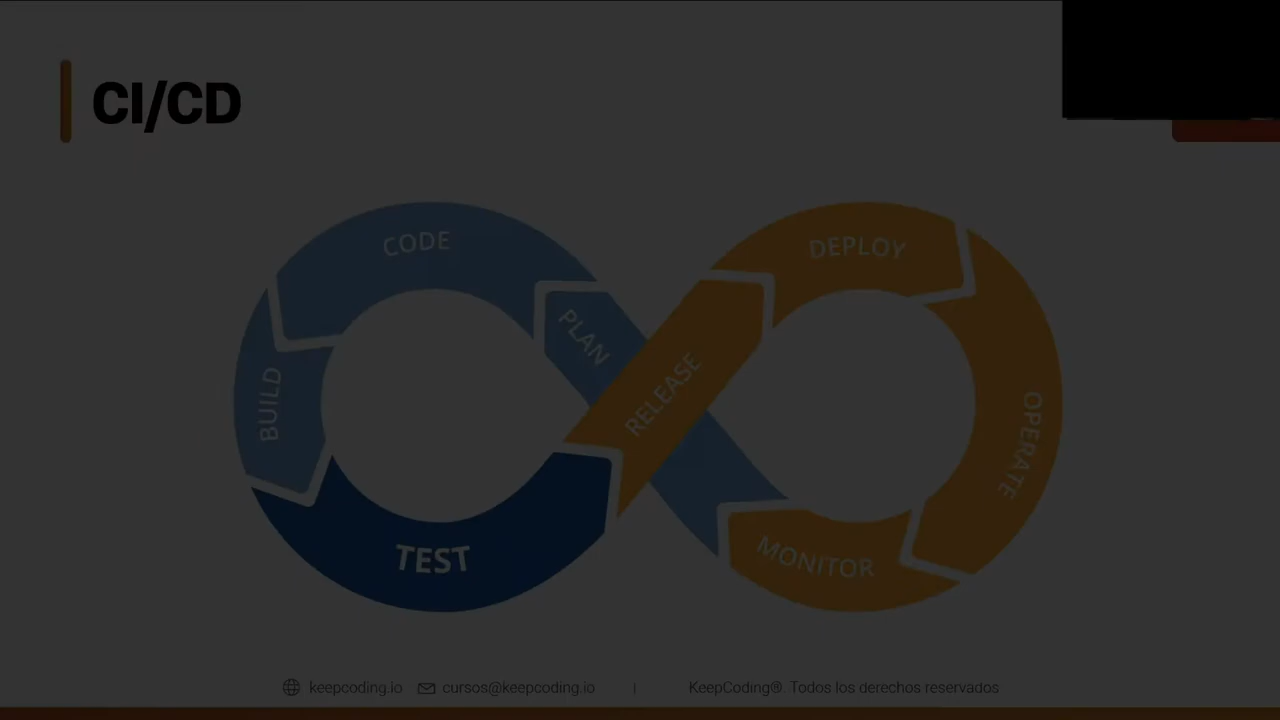 CI/CD
CODE
DEPLOY
PLAN
RELEASE
BUILD
OPERATE
TEST
MONITOR
keepcoding.io cursos@keepcoding.io | KeepCoding®. Todos los derechos reservados